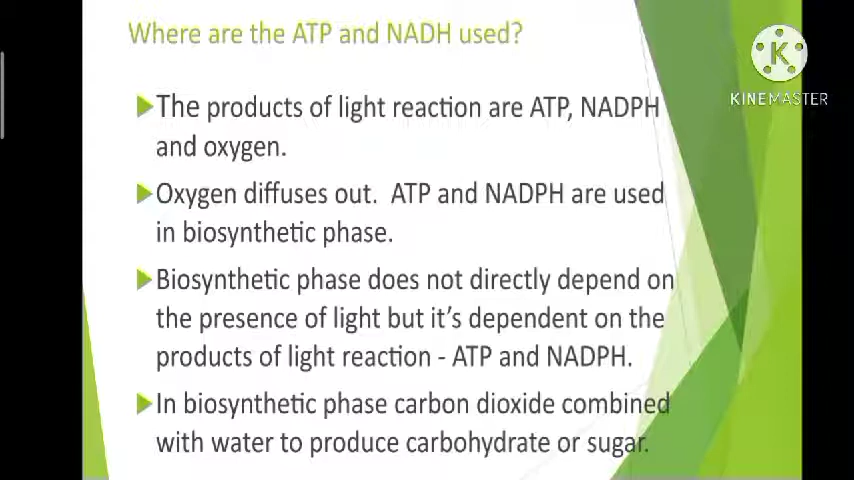 Where are the ATP and NADH used?
KINEMASTER
The products of light reaction are ATP, NADPH
and oxygen.
Oxygen diffuses out. ATP and NADPH are used
in biosynthetic phase.
Biosynthetic phase does not directly depend on
the presence of light but it's dependent on the
products of light reaction - ATP and NADPH.
In biosynthetic phase carbon dioxide combined
with water to produce carbohydrate or sugar.